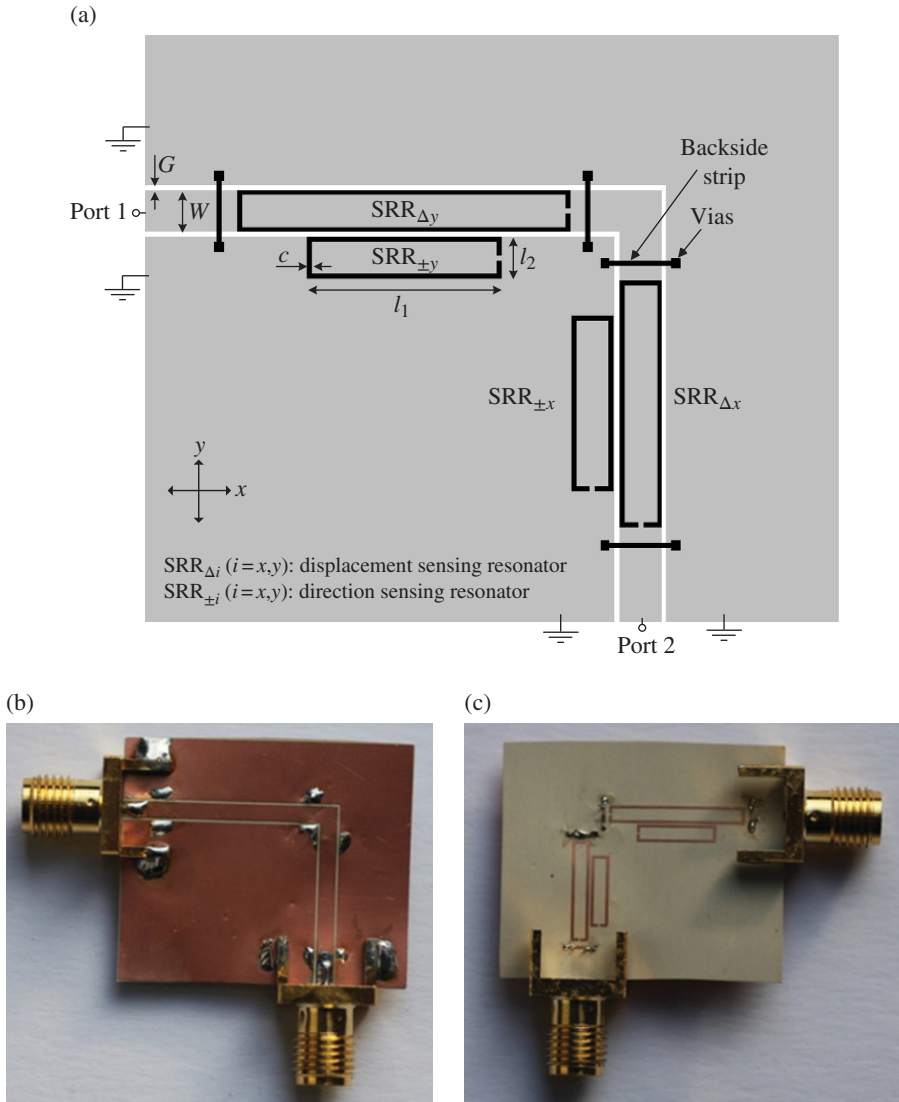 (a)
G
W
Port 1
SRR_Δy
Backside
strip
Vias
c
SRR_±y
l_2
l_1
SRR_±x
SRR_Δx
y
x
SRR_Δi (i = x,y): displacement sensing resonator
SRR_±i (i = x,y): direction sensing resonator
Port 2
(b)
(c)